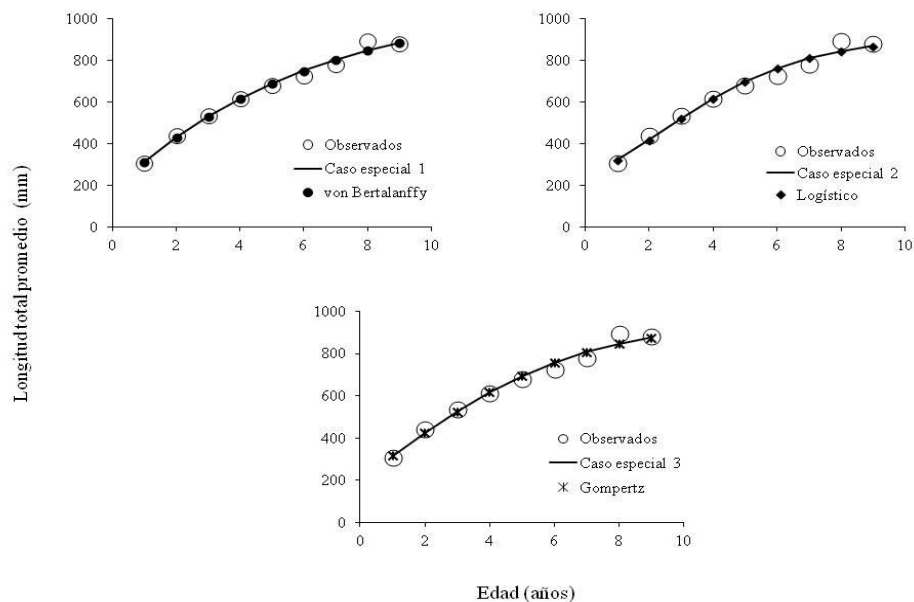 Longitud total promedio (mm)
1000
800
600
400
200
0
0 2 4 6 8 10
Observados
Caso especial 1
von Bertalanffy
1000
800
600
400
200
0
0 2 4 6 8 10
Observados
Caso especial 2
Logístico
1000
800
600
400
200
0
0 2 4 6 8 10
Observados
Caso especial 3
Gompertz
Edad (años)